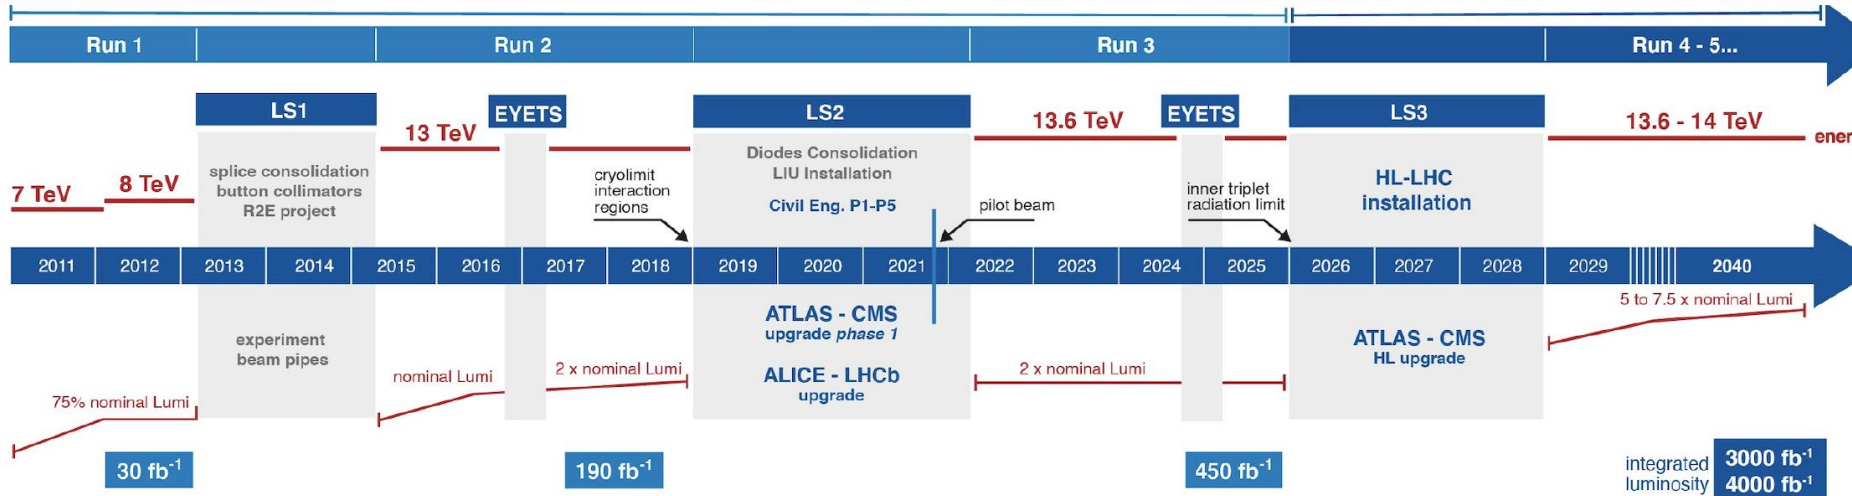 Run 1
Run 2
Run 3
Run 4 - 5...
LS1
EYETS
LS2
EYETS
LS3
7 TeV
8 TeV
13 TeV
13.6 TeV
13.6 - 14 TeV
ener
splice consolidation
button collimators
R2E project
cryolimit
interaction
regions
Diodes Consolidation
LIU Installation
Civil Eng. P1-P5
pilot beam
inner triplet
radiation limit
HL-LHC
installation
2011 2012 2013 2014 2015 2016 2017 2018 2019 2020 2021 2022 2023 2024 2025 2026 2027 2028 2029 2040
75% nominal Lumi
experiment
beam pipes
nominal Lumi
2 x nominal Lumi
ATLAS - CMS
upgrade phase 1
ALICE - LHCb
upgrade
2 x nominal Lumi
ATLAS - CMS
HL upgrade
5 to 7.5 x nominal Lumi
30 fb⁻¹
190 fb⁻¹
450 fb⁻¹
integrated
luminosity
3000 fb⁻¹
4000 fb⁻¹